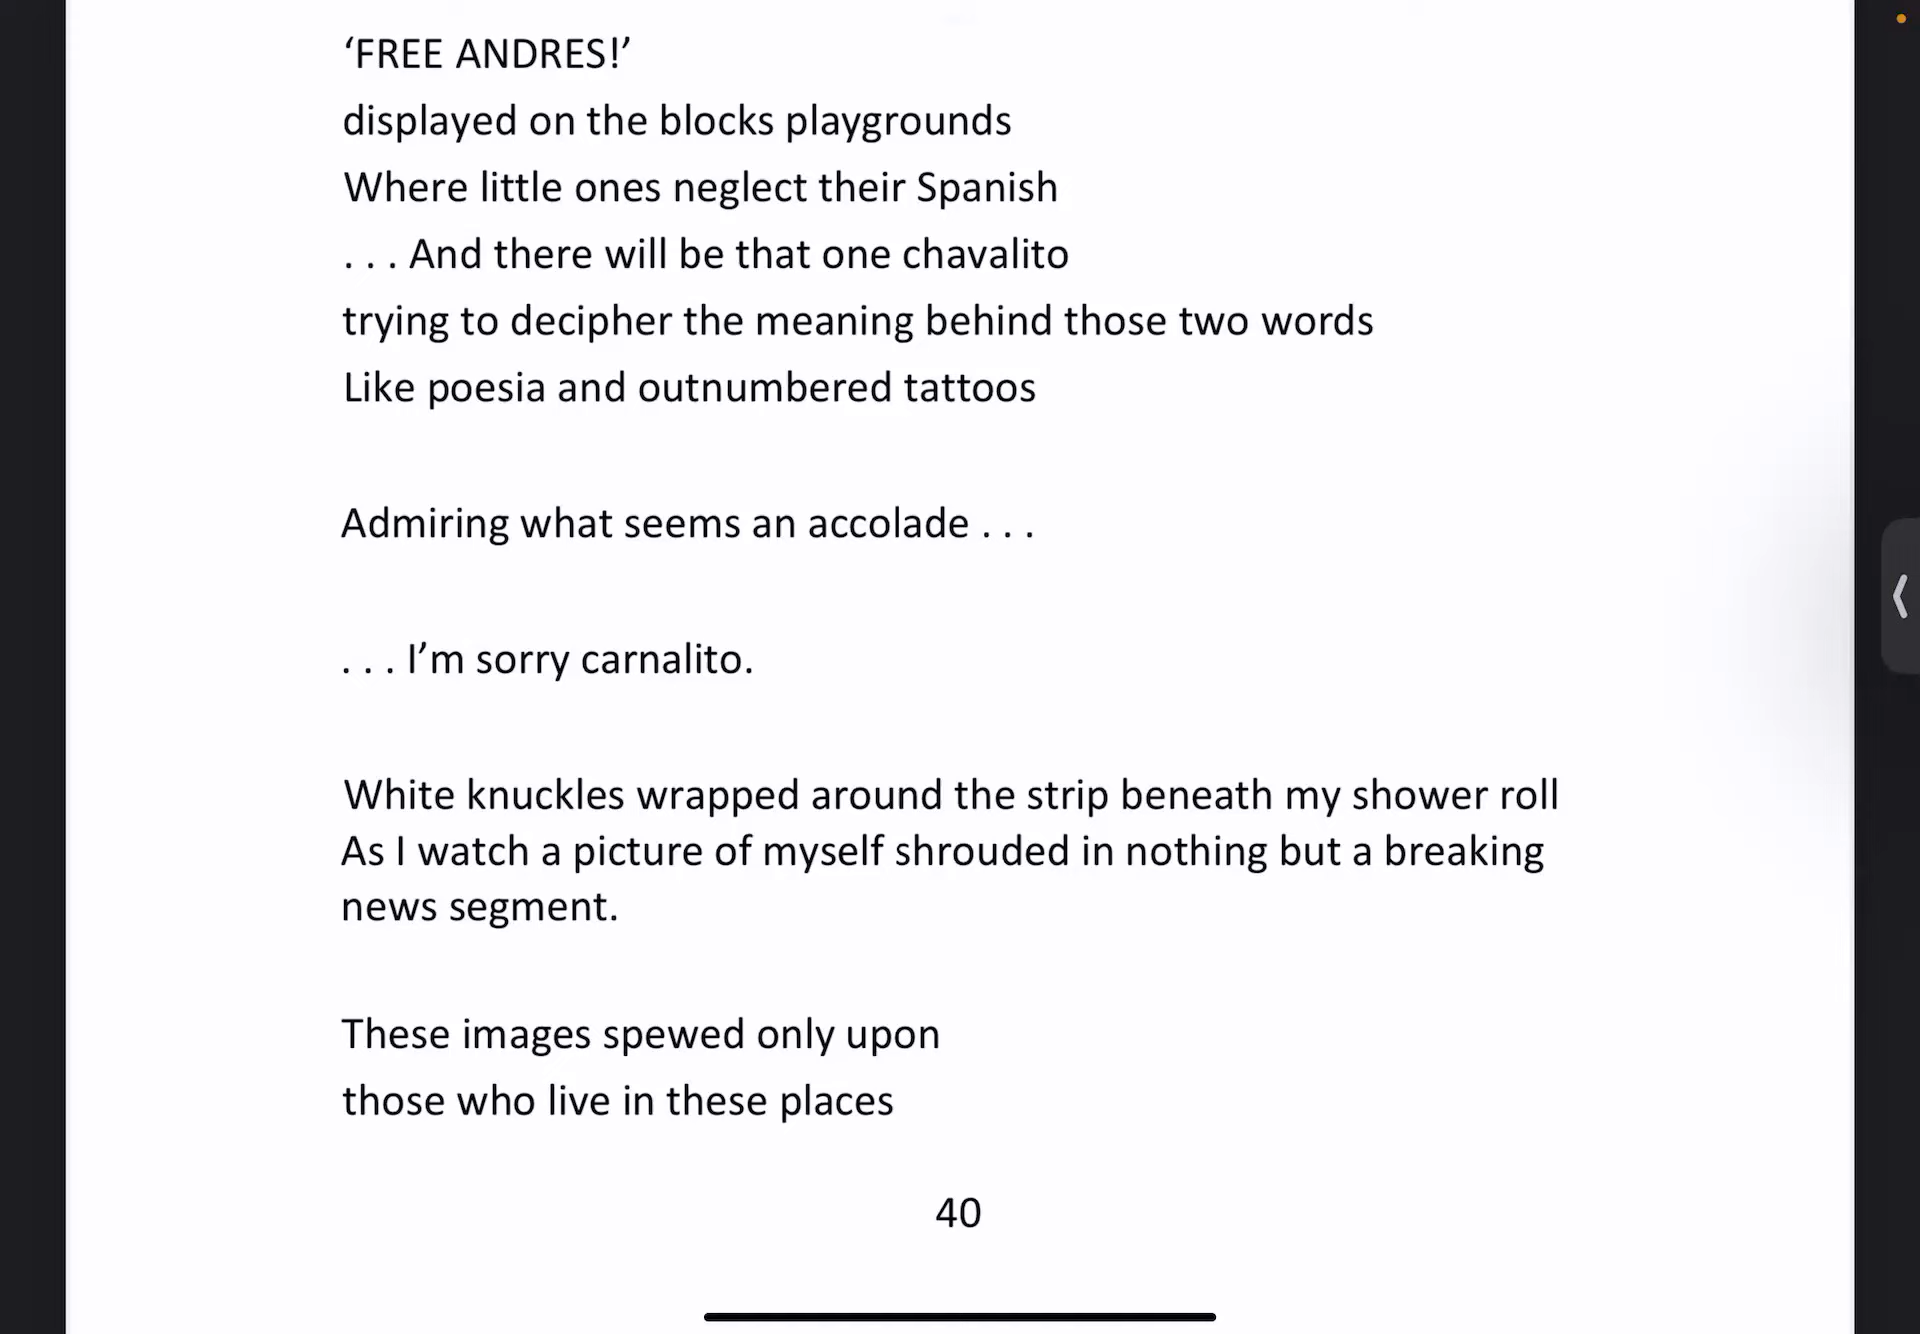 ‘FREE ANDRES!’
displayed on the blocks playgrounds
Where little ones neglect their Spanish
. . . And there will be that one chavalito
trying to decipher the meaning behind those two words
Like poesia and outnumbered tattoos
Admiring what seems an accolade . . .
. . . I’m sorry carnalito.
White knuckles wrapped around the strip beneath my shower roll
As I watch a picture of myself shrouded in nothing but a breaking
news segment.
These images spewed only upon
those who live in these places
40